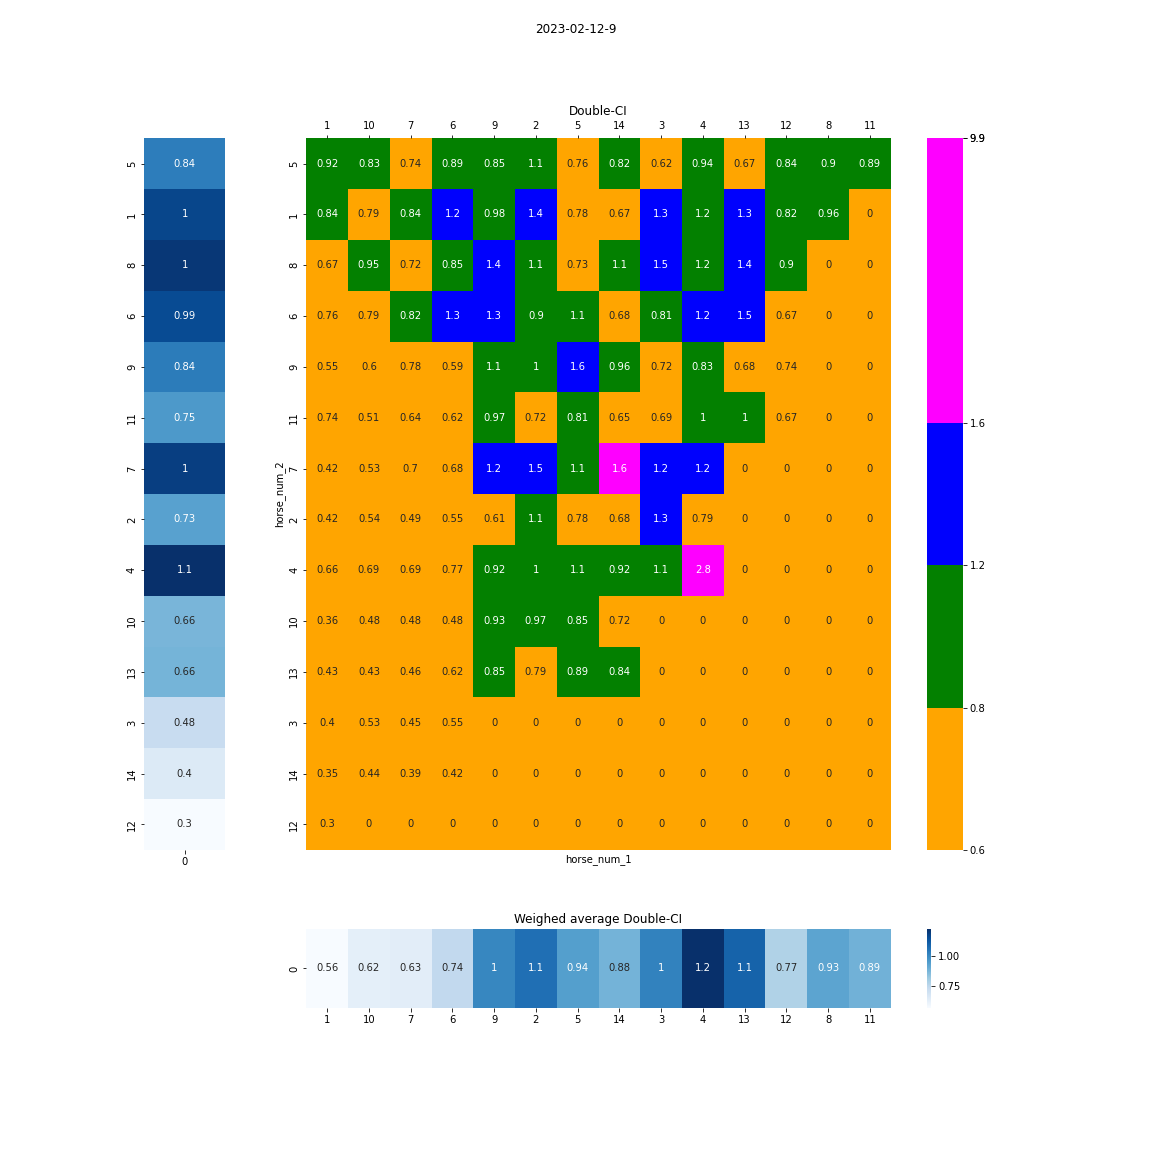 2023-02-12-9
Double-CI
1 10 7 6 9 2 5 14 3 4 13 12 8 11
9.9
5 0.84 5 0.92 0.83 0.74 0.89 0.85 1.1 0.76 0.82 0.62 0.94 0.67 0.84 0.9 0.89
1 1 1 0.84 0.79 0.84 1.2 0.98 1.4 0.78 0.67 1.3 1.2 1.3 0.82 0.96 0
8 1 8 0.67 0.95 0.72 0.85 1.4 1.1 0.73 1.1 1.5 1.2 1.4 0.9 0 0
6 0.99 6 0.76 0.79 0.82 1.3 1.3 0.9 1.1 0.68 0.81 1.2 1.5 0.67 0 0
9 0.84 9 0.55 0.6 0.78 0.59 1.1 1 1.6 0.96 0.72 0.83 0.68 0.74 0 0
11 0.75 11 0.74 0.51 0.64 0.62 0.97 0.72 0.81 0.65 0.69 1 1 0.67 0 0
1.6
7 1 7 0.42 0.53 0.7 0.68 1.2 1.5 1.1 1.6 1.2 1.2 0 0 0 0
horse_num_2
2 0.73 2 0.42 0.54 0.49 0.55 0.61 1.1 0.78 0.68 1.3 0.79 0 0 0 0
1.2
4 1.1 4 0.66 0.69 0.69 0.77 0.92 1 1.1 0.92 1.1 2.8 0 0 0 0
10 0.66 10 0.36 0.48 0.48 0.48 0.93 0.97 0.85 0.72 0 0 0 0 0 0
13 0.66 13 0.43 0.43 0.46 0.62 0.85 0.79 0.89 0.84 0 0 0 0 0 0
0.8
3 0.48 3 0.4 0.53 0.45 0.55 0 0 0 0 0 0 0 0 0 0
14 0.4 14 0.35 0.44 0.39 0.42 0 0 0 0 0 0 0 0 0 0
12 0.3 12 0.3 0 0 0 0 0 0 0 0 0 0 0 0 0
0.6
0
horse_num_1
Weighed average Double-CI
0 0.56 0.62 0.63 0.74 1 1.1 0.94 0.88 1 1.2 1.1 0.77 0.93 0.89
1.00
0.75
1 10 7 6 9 2 5 14 3 4 13 12 8 11